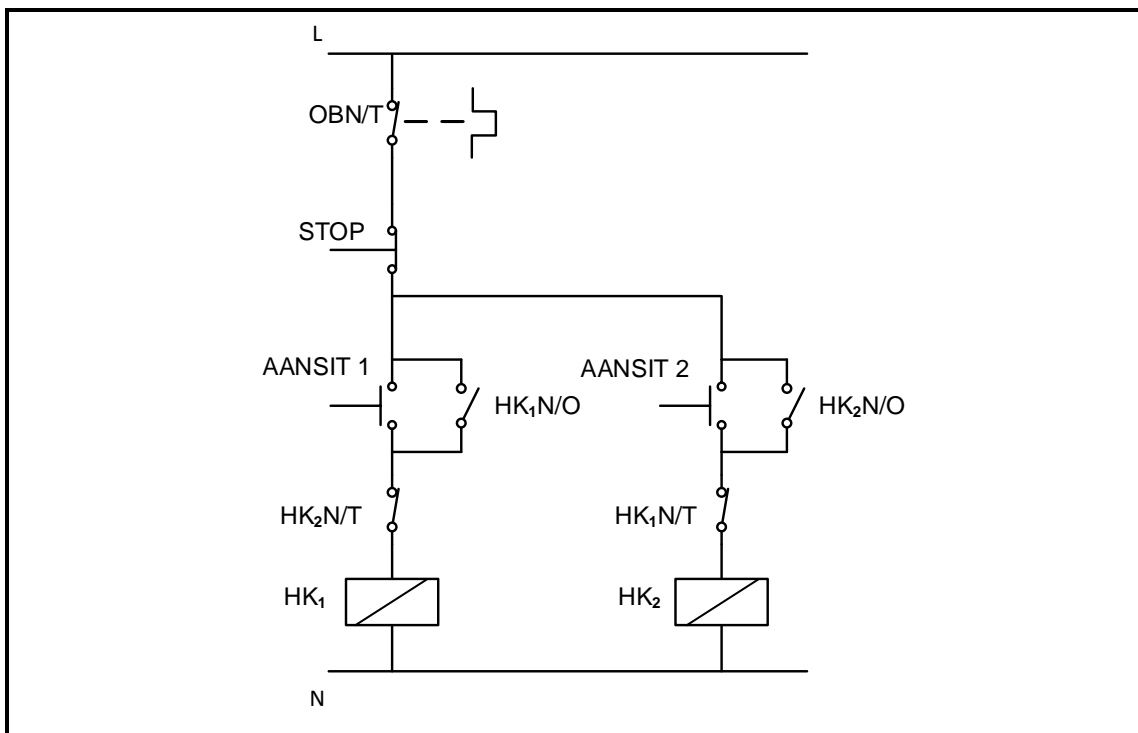 L
OBN/T
STOP
AANSIT 1
HK₁N/O
AANSIT 2
HK₂N/O
HK₂N/T
HK₁N/T
HK₁
HK₂
N